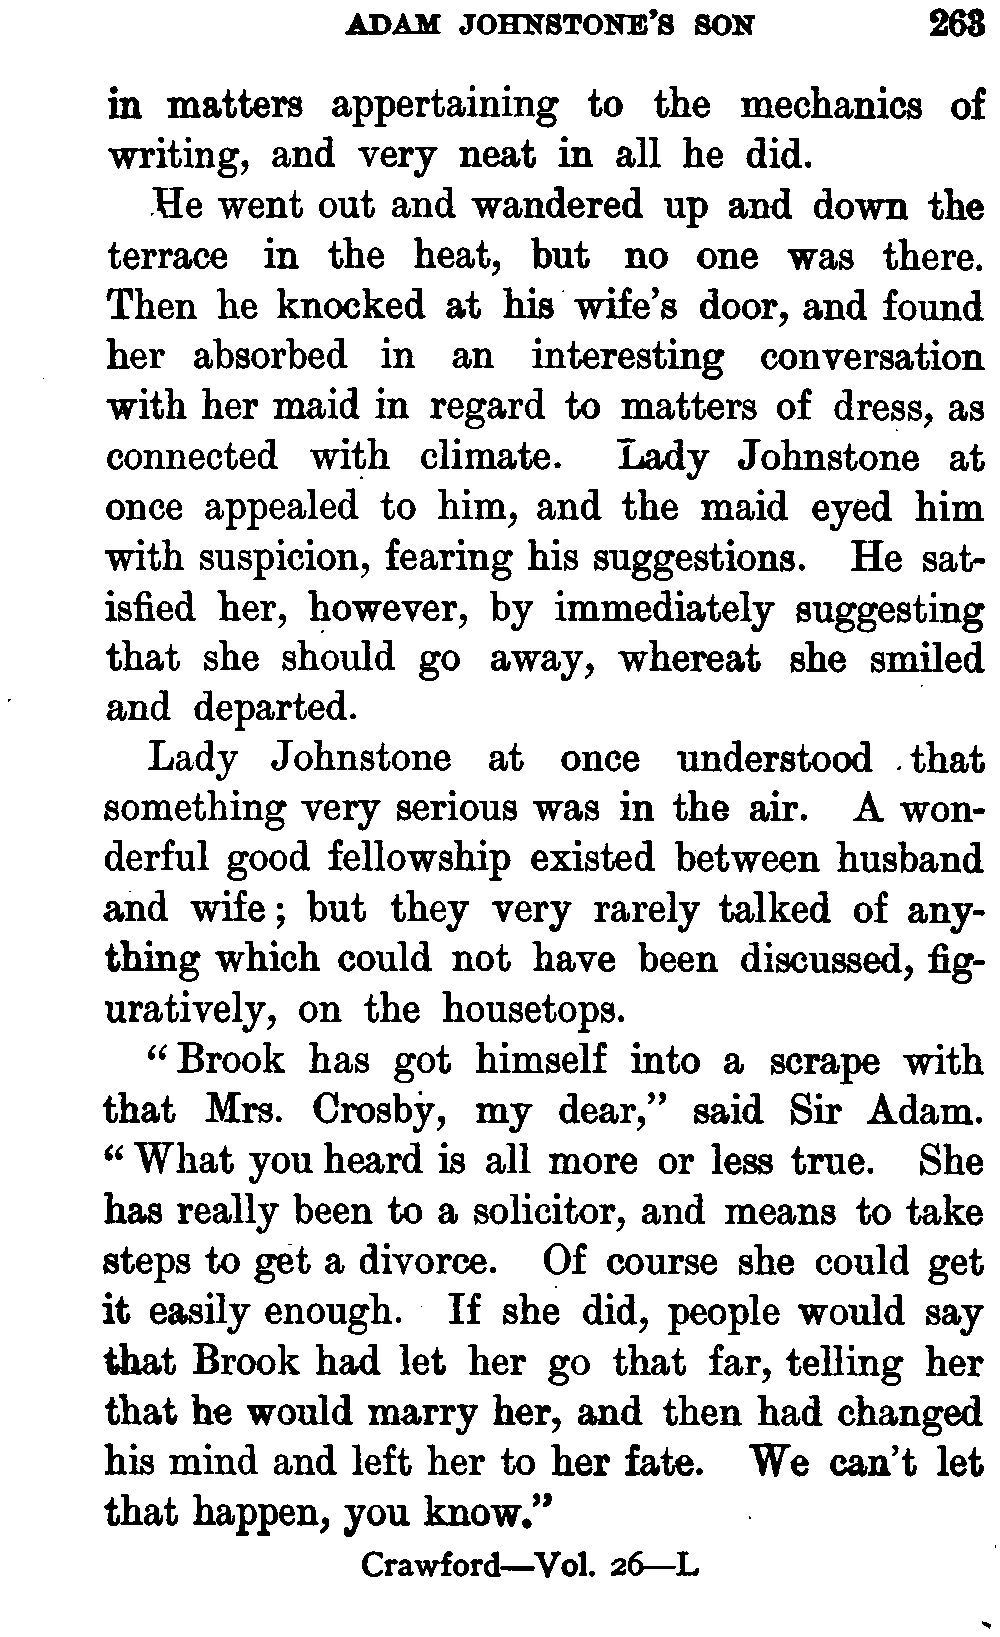 ADAM JOHNSTONE'S SON 263
in matters appertaining to the mechanics of
writing, and very neat in all he did.
He went out and wandered up and down the
terrace in the heat, but no one was there.
Then he knocked at his wife's door, and found
her absorbed in an interesting conversation
with her maid in regard to matters of dress, as
connected with climate. Lady Johnstone at
once appealed to him, and the maid eyed him
with suspicion, fearing his suggestions. He sat-
isfied her, however, by immediately suggesting
that she should go away, whereat she smiled
and departed.
Lady Johnstone at once understood that
something very serious was in the air. A won-
derful good fellowship existed between husband
and wife; but they very rarely talked of any-
thing which could not have been discussed, fig-
uratively, on the housetops.
"Brook has got himself into a scrape with
that Mrs. Crosby, my dear," said Sir Adam.
"What you heard is all more or less true. She
has really been to a solicitor, and means to take
steps to get a divorce. Of course she could get
it easily enough. If she did, people would say
that Brook had let her go that far, telling her
that he would marry her, and then had changed
his mind and left her to her fate. We can't let
that happen, you know."
Crawford—Vol. 26—L